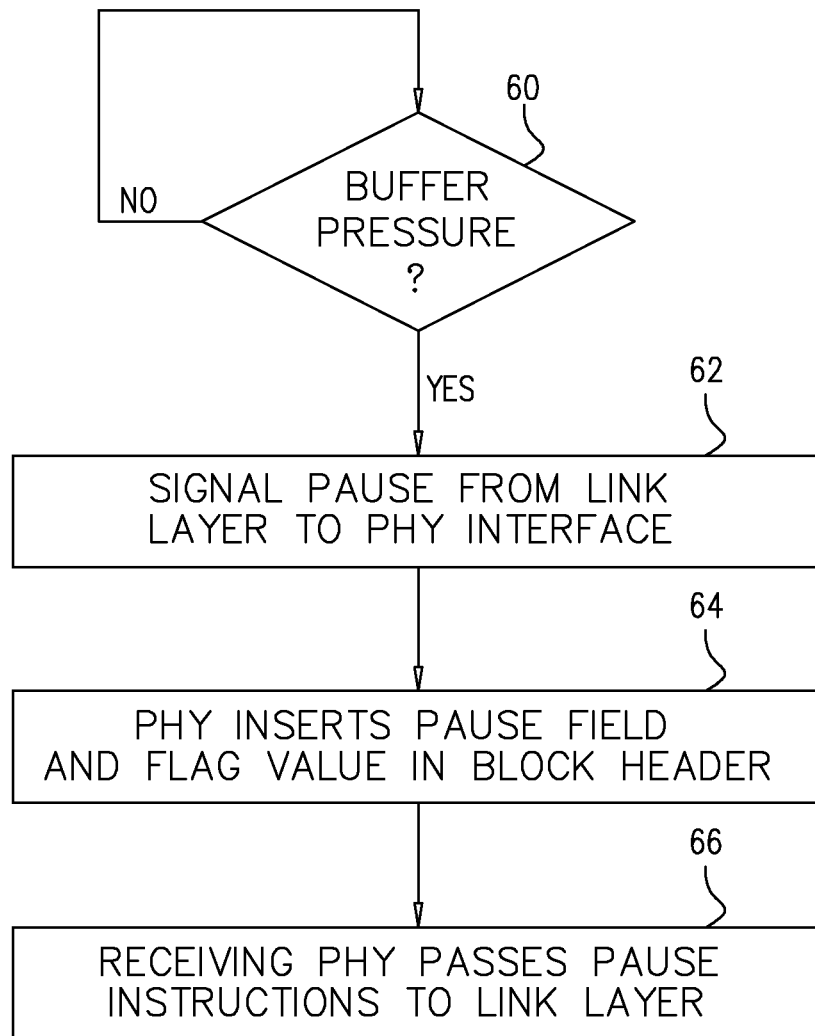 60
BUFFER
PRESSURE
?
NO
YES
62
SIGNAL PAUSE FROM LINK
LAYER TO PHY INTERFACE
64
PHY INSERTS PAUSE FIELD
AND FLAG VALUE IN BLOCK HEADER
66
RECEIVING PHY PASSES PAUSE
INSTRUCTIONS TO LINK LAYER